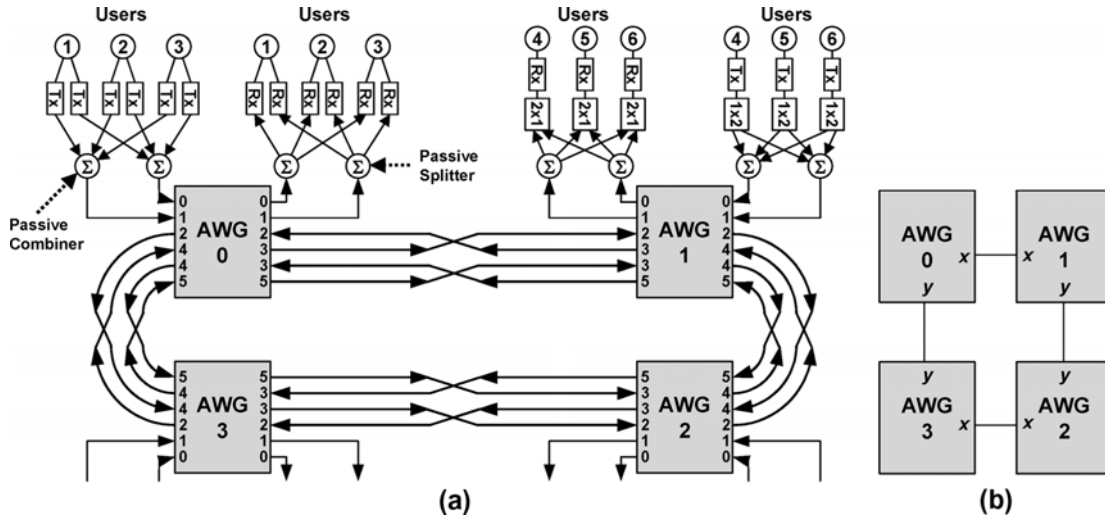 Users Users Users Users
1 2 3 1 2 3 4 5 6 4 5 6
Tx Tx Tx Tx Tx Tx Rx Rx Rx Rx Rx Rx Rx Rx Rx Tx Tx Tx
2x1 2x1 2x1 1x2 1x2 1x2
Σ Σ Σ Σ Σ Σ Σ Σ
Passive Combiner
Passive Splitter
0 1 2 4 4 5
AWG 0
0 1 2 3 3 5
0 1 2 3 3 5
AWG 1
0 1 2 4 4 5
5 4 4 2 1 0
AWG 3
5 3 3 2 1 0
5 3 3 2 1 0
AWG 2
5 4 4 2 1 0
(a)
AWG 0 x y
AWG 1 x y
y AWG 3 x
y AWG 2 x
(b)